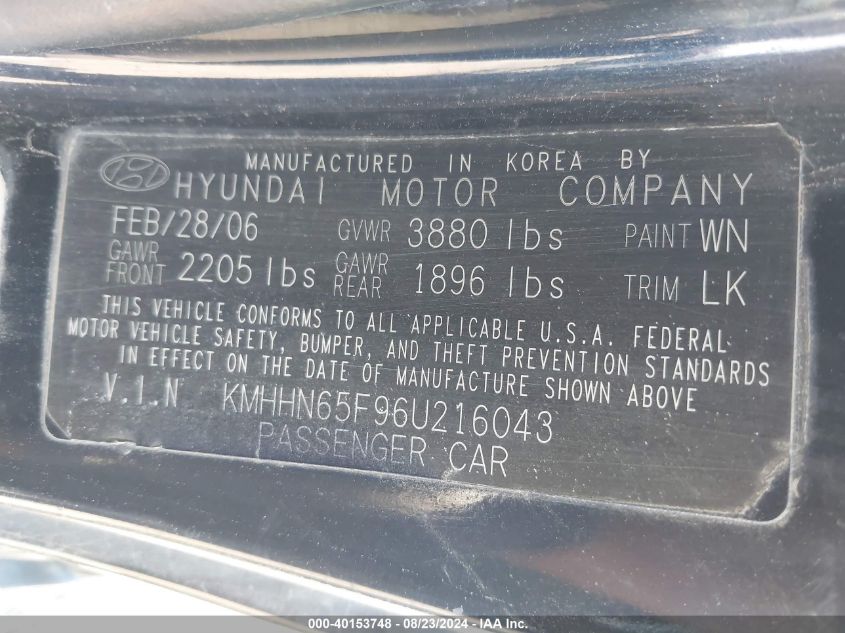 MANUFACTURED IN KOREA BY
HYUNDAI MOTOR COMPANY
FEB/28/06 GVWR 3880 lbs PAINT WN
GAWR FRONT 2205 lbs GAWR REAR 1896 lbs TRIM LK
THIS VEHICLE CONFORMS TO ALL APPLICABLE U.S.A. FEDERAL
MOTOR VEHICLE SAFETY, BUMPER, AND THEFT PREVENTION STANDARDS
IN EFFECT ON THE DATE OF MANUFACTURE SHOWN ABOVE
V.I.N KMHHN65F96U216043
PASSENGER CAR
000-40153748 - 08/23/2024 - IAA Inc.